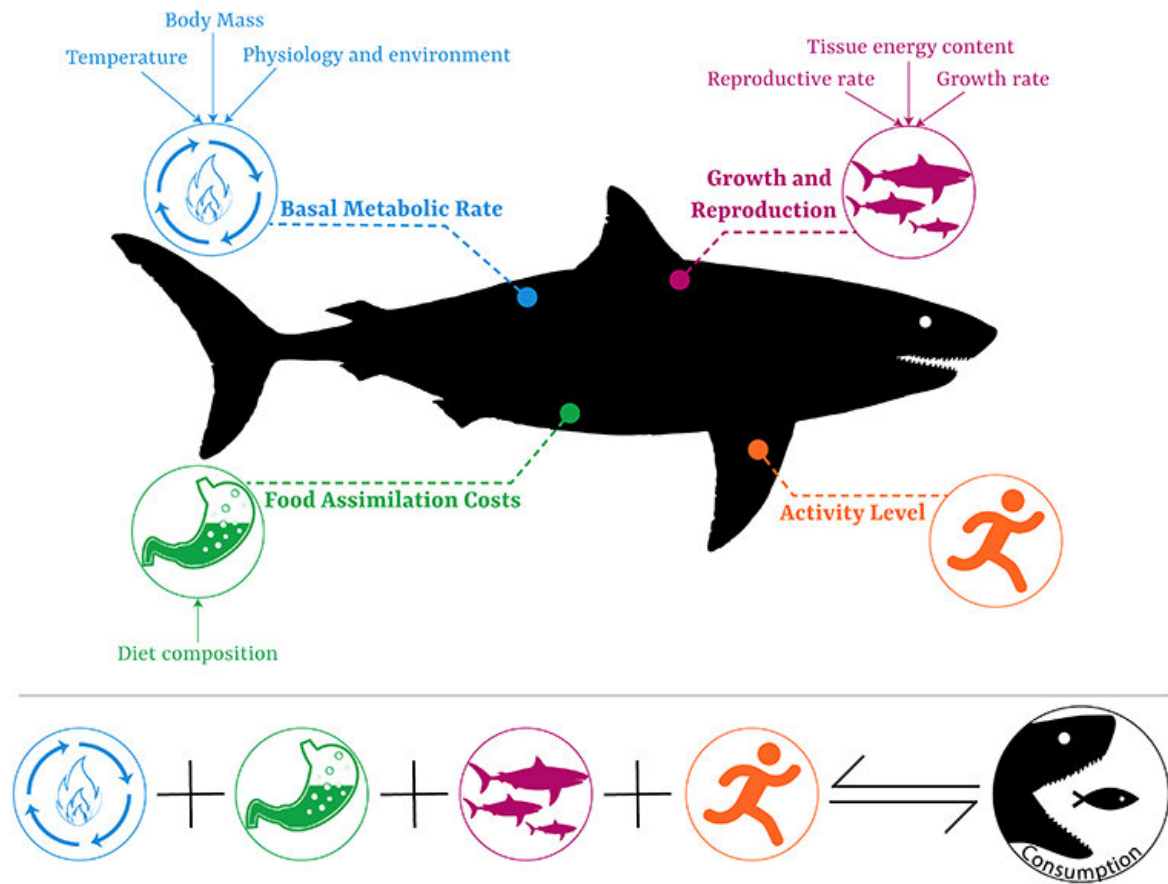 Body Mass
Temperature
Physiology and environment
Tissue energy content
Reproductive rate
Growth rate
Basal Metabolic Rate
Growth and
Reproduction
Food Assimilation Costs
Activity Level
Diet composition
Consumption